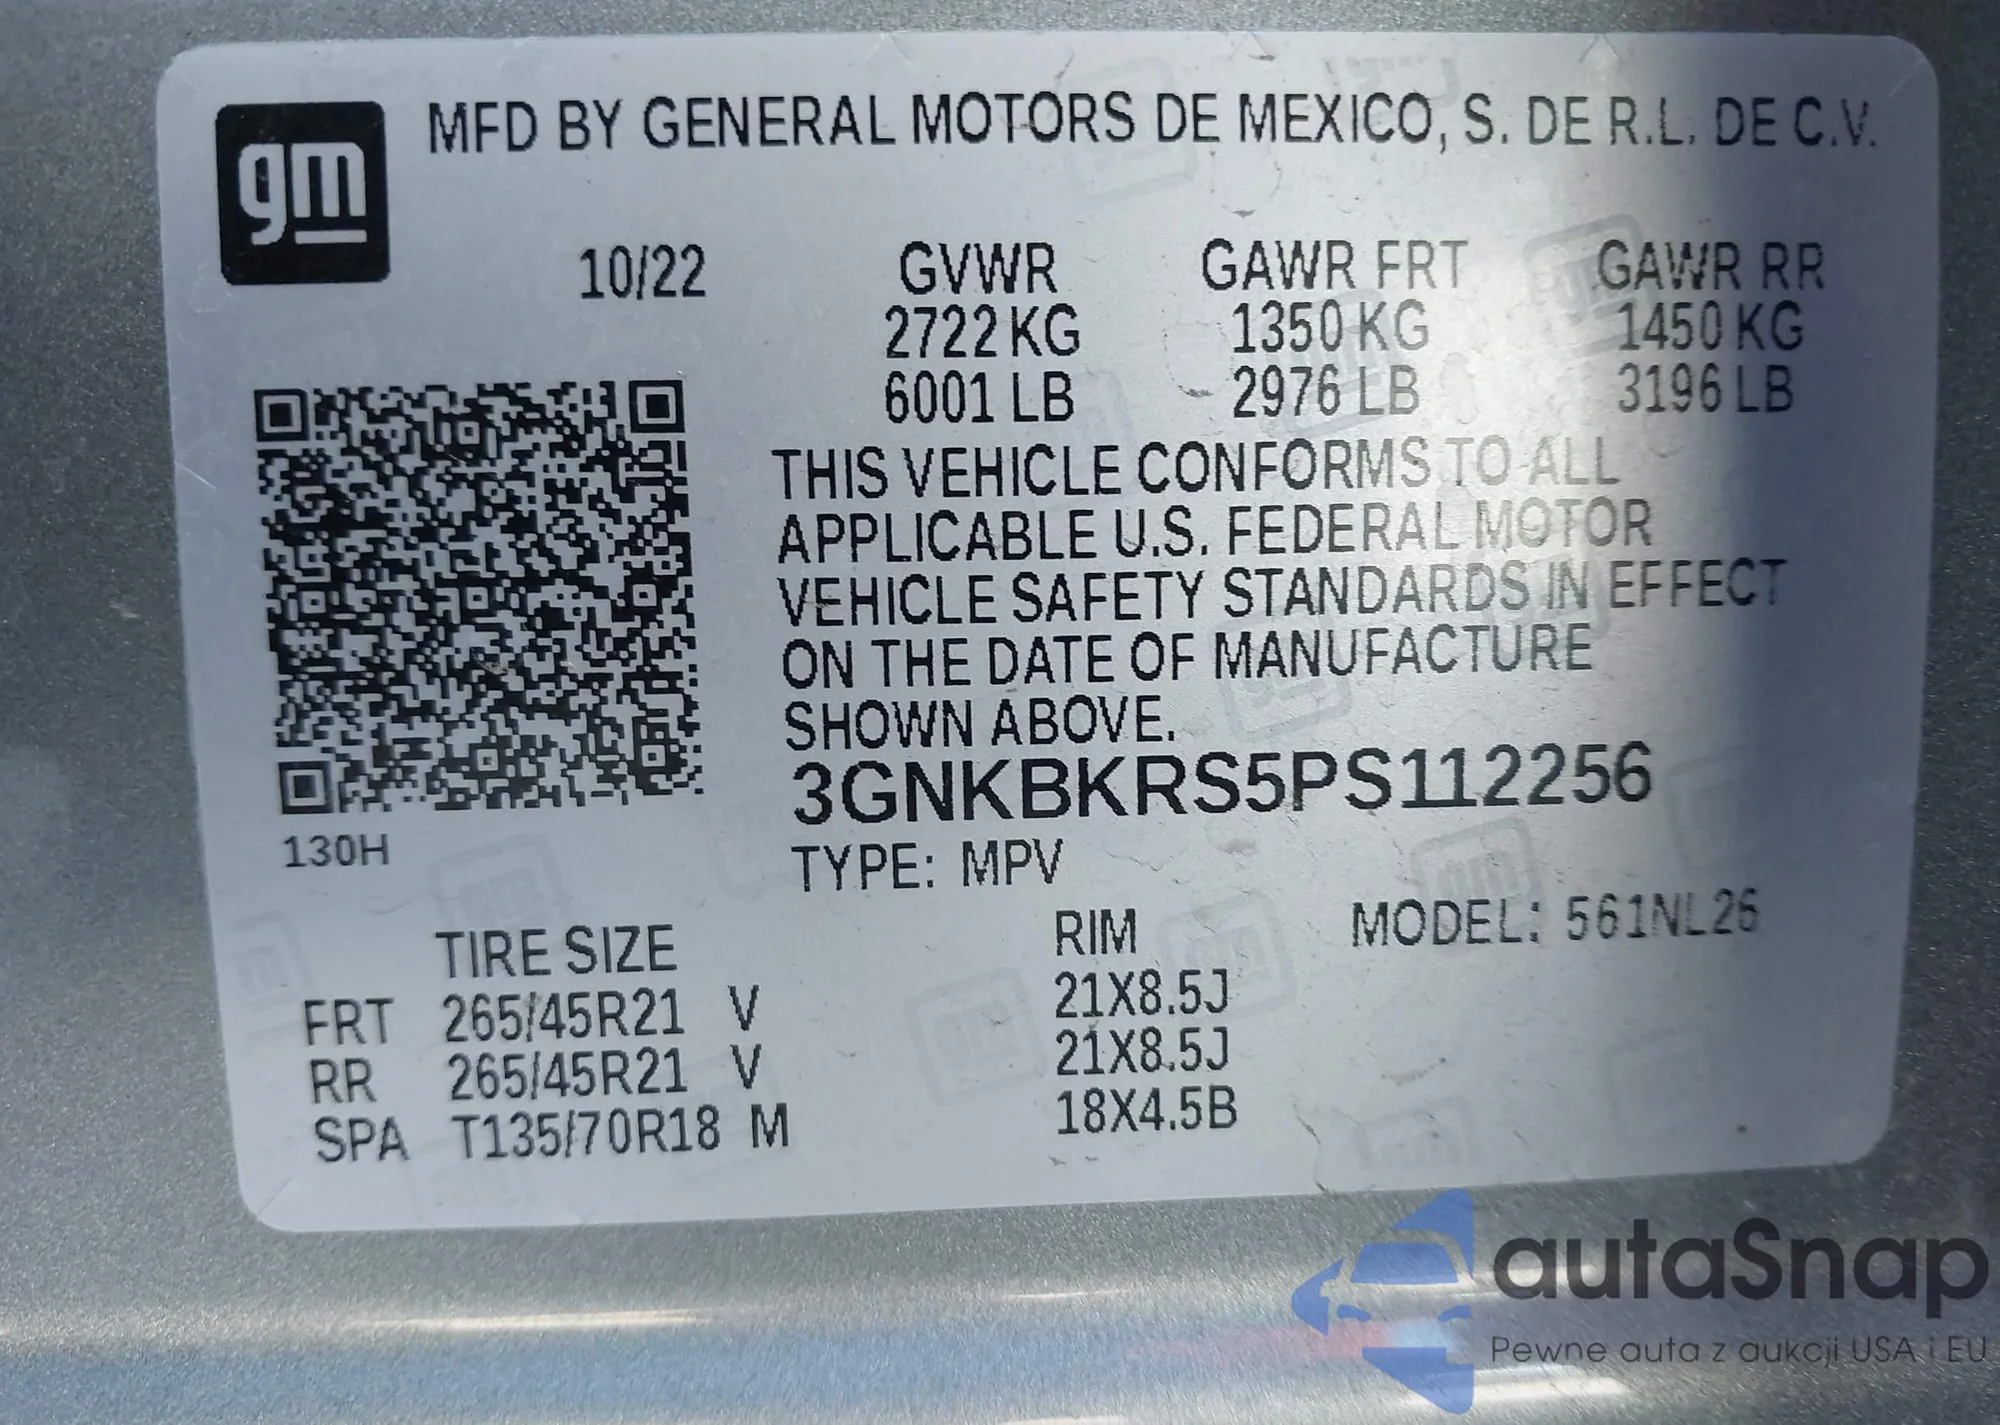 gm
MFD BY GENERAL MOTORS DE MEXICO, S. DE R.L. DE C.V.
10/22 GVWR GAWR FRT GAWR RR
2722 KG 1350 KG 1450 KG
6001 LB 2976 LB 3196 LB
THIS VEHICLE CONFORMS TO ALL
APPLICABLE U.S. FEDERAL MOTOR
VEHICLE SAFETY STANDARDS IN EFFECT
ON THE DATE OF MANUFACTURE
SHOWN ABOVE.
3GNKBKRS5PS112256
130H
TYPE: MPV
TIRE SIZE RIM MODEL: 561NL26
FRT 265/45R21 V 21X8.5J
RR 265/45R21 V 21X8.5J
SPA T135/70R18 M 18X4.5B
autaSnap
Pewne auta z aukcji USA i EU